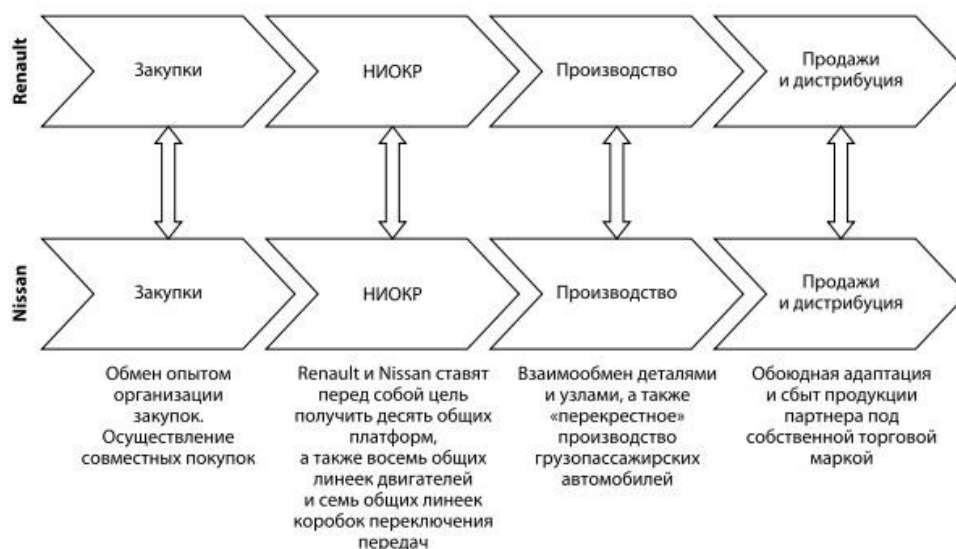 Renault
Закупки
НИОКР
Производство
Продажи
и дистрибуция
Nissan
Закупки
НИОКР
Производство
Продажи
и дистрибуция
Обмен опытом
организации
закупок.
Осуществление
совместных покупок
Renault и Nissan ставят
перед собой цель
получить десять общих
платформ,
а также восемь общих
линеек двигателей
и семь общих линеек
коробок переключения
передач
Взаимообмен деталями
и узлами, а также
«перекрестное»
производство
грузопассажирских
автомобилей
Обоюдная адаптация
и сбыт продукции
партнера под
собственной торговой
маркой